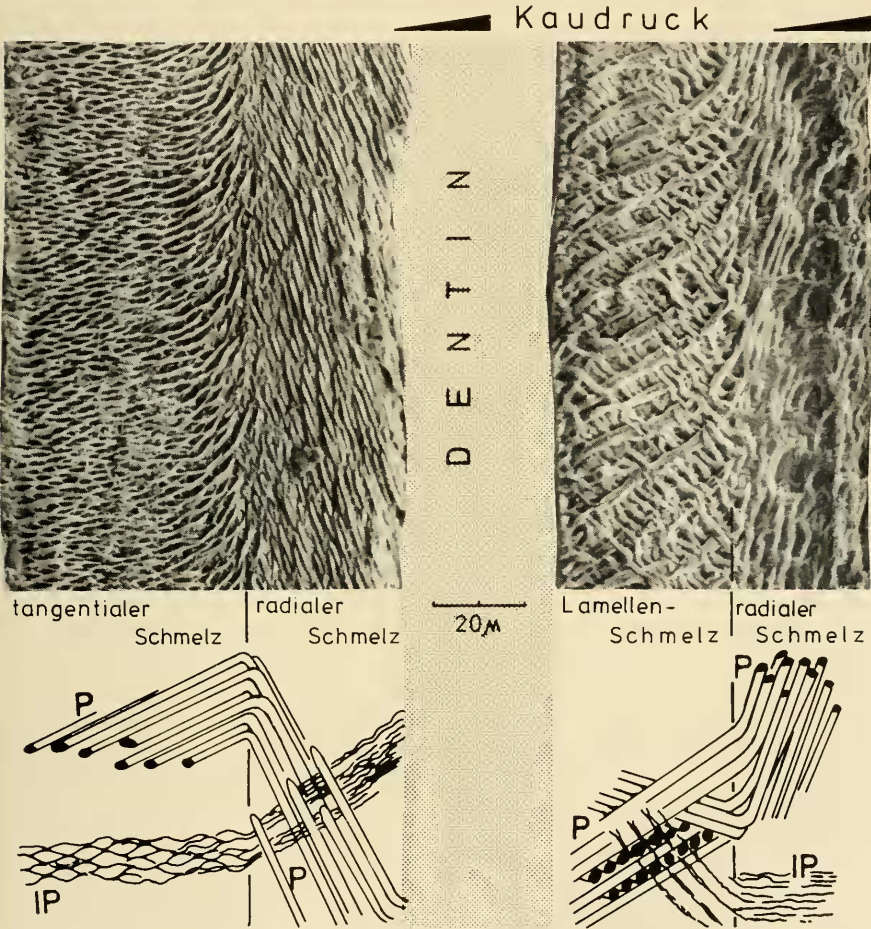 Kaudruck
DENTIN
tangentialer
Schmelz
radialer
Schmelz
20µ
Lamellen-
Schmelz
radialer
Schmelz
P
IP
P
P
P
IP